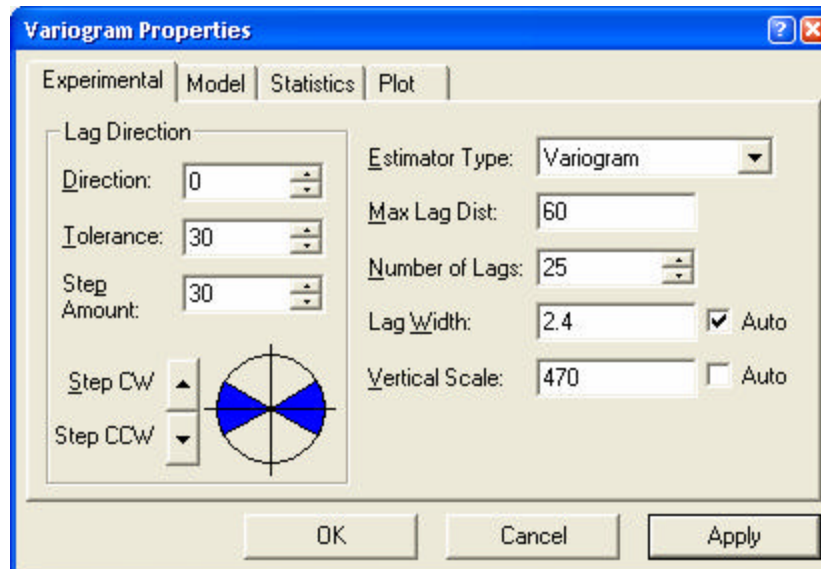 Variogram Properties
Experimental
Model
Statistics
Plot
Lag Direction
Direction: 0
Tolerance: 30
Step Amount: 30
Step CW
Step CCW
Estimator Type: Variogram
Max Lag Dist: 60
Number of Lags: 25
Lag Width: 2.4 Auto
Vertical Scale: 470 Auto
OK
Cancel
Apply